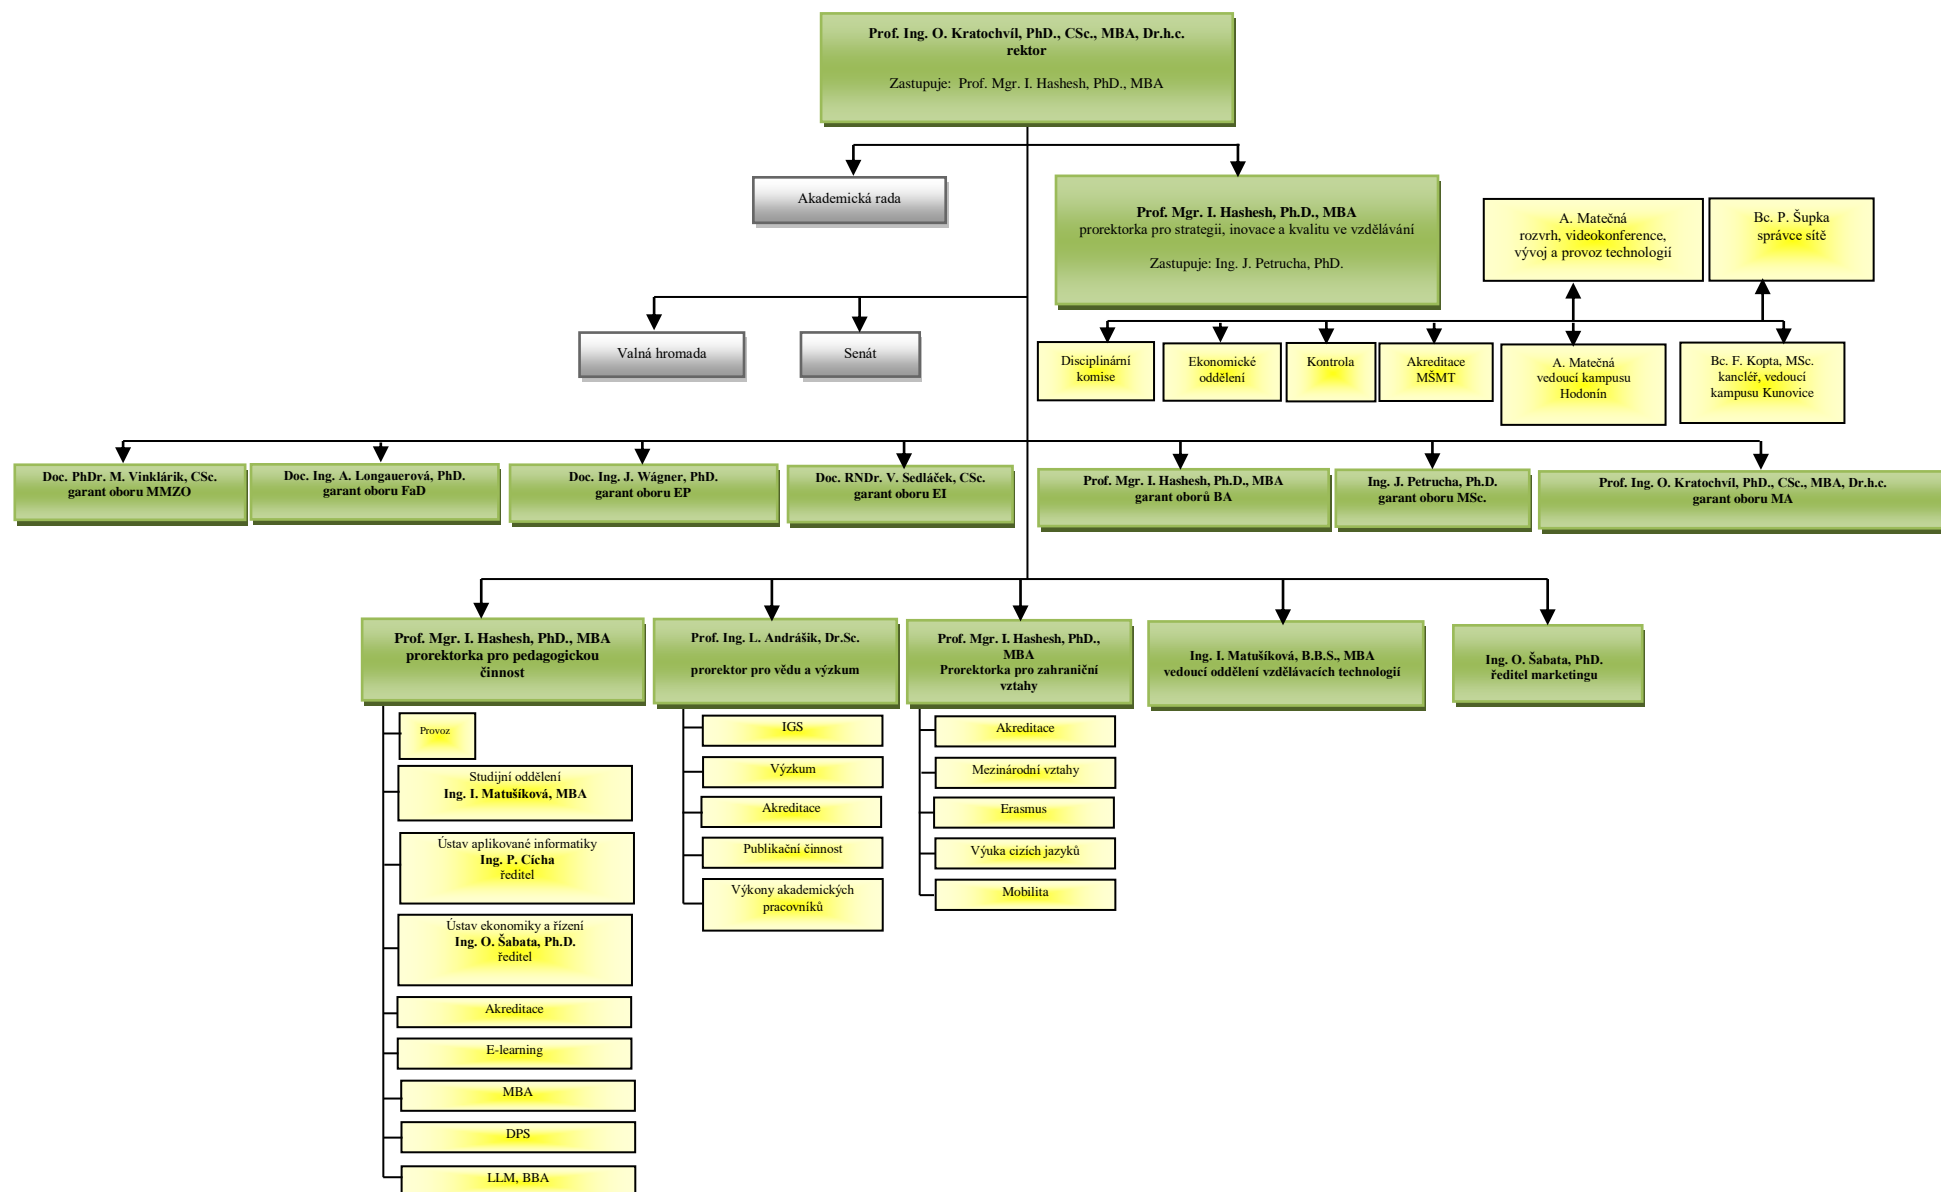 Prof. Ing. O. Kratochvíl, PhD., CSc., MBA, Dr.h.c.
rektor
Zastupuje: Prof. Mgr. I. Hashesh, PhD., MBA
Akademická rada
Prof. Mgr. I. Hashesh, Ph.D., MBA
prorektorka pro strategii, inovace a kvalitu ve vzdělávání
Zastupuje: Ing. J. Petrucha, PhD.
A. Matečná
rozvrh, videokonference,
vývoj a provoz technologií
Bc. P. Šupka
správce sítě
Valná hromada
Senát
Disciplinární
komise
Ekonomické
oddělení
Kontrola
Akreditace
MŠMT
A. Matečná
vedoucí kampusu
Hodonín
Bc. F. Kopta, MSc.
kancléř, vedoucí
kampusu Kunovice
Doc. PhDr. M. Vinklárik, CSc.
garant oboru MMZO
Doc. Ing. A. Longauerová, PhD.
garant oboru FaD
Doc. Ing. J. Wágner, PhD.
garant oboru EP
Doc. RNDr. V. Sedláček, CSc.
garant oboru EI
Prof. Mgr. I. Hashesh, Ph.D., MBA
garant oborů BA
Ing. J. Petrucha, Ph.D.
garant oboru MSc.
Prof. Ing. O. Kratochvíl, PhD., CSc., MBA, Dr.h.c.
garant oboru MA
Prof. Mgr. I. Hashesh, PhD., MBA
prorektorka pro pedagogickou
činnost
Prof. Ing. L. Andrášik, Dr.Sc.
prorektor pro vědu a výzkum
Prof. Mgr. I. Hashesh, PhD.,
MBA
Prorektorka pro zahraniční
vztahy
Ing. I. Matušíková, B.B.S., MBA
vedoucí oddělení vzdělávacích technologií
Ing. O. Šabata, PhD.
ředitel marketingu
Provoz
Studijní oddělení
Ing. I. Matušíková, MBA
Ústav aplikované informatiky
Ing. P. Cícha
ředitel
Ústav ekonomiky a řízení
Ing. O. Šabata, Ph.D.
ředitel
Akreditace
E-learning
MBA
DPS
LLM, BBA
IGS
Výzkum
Akreditace
Publikační činnost
Výkony akademických
pracovníků
Akreditace
Mezinárodní vztahy
Erasmus
Výuka cizích jazyků
Mobilita